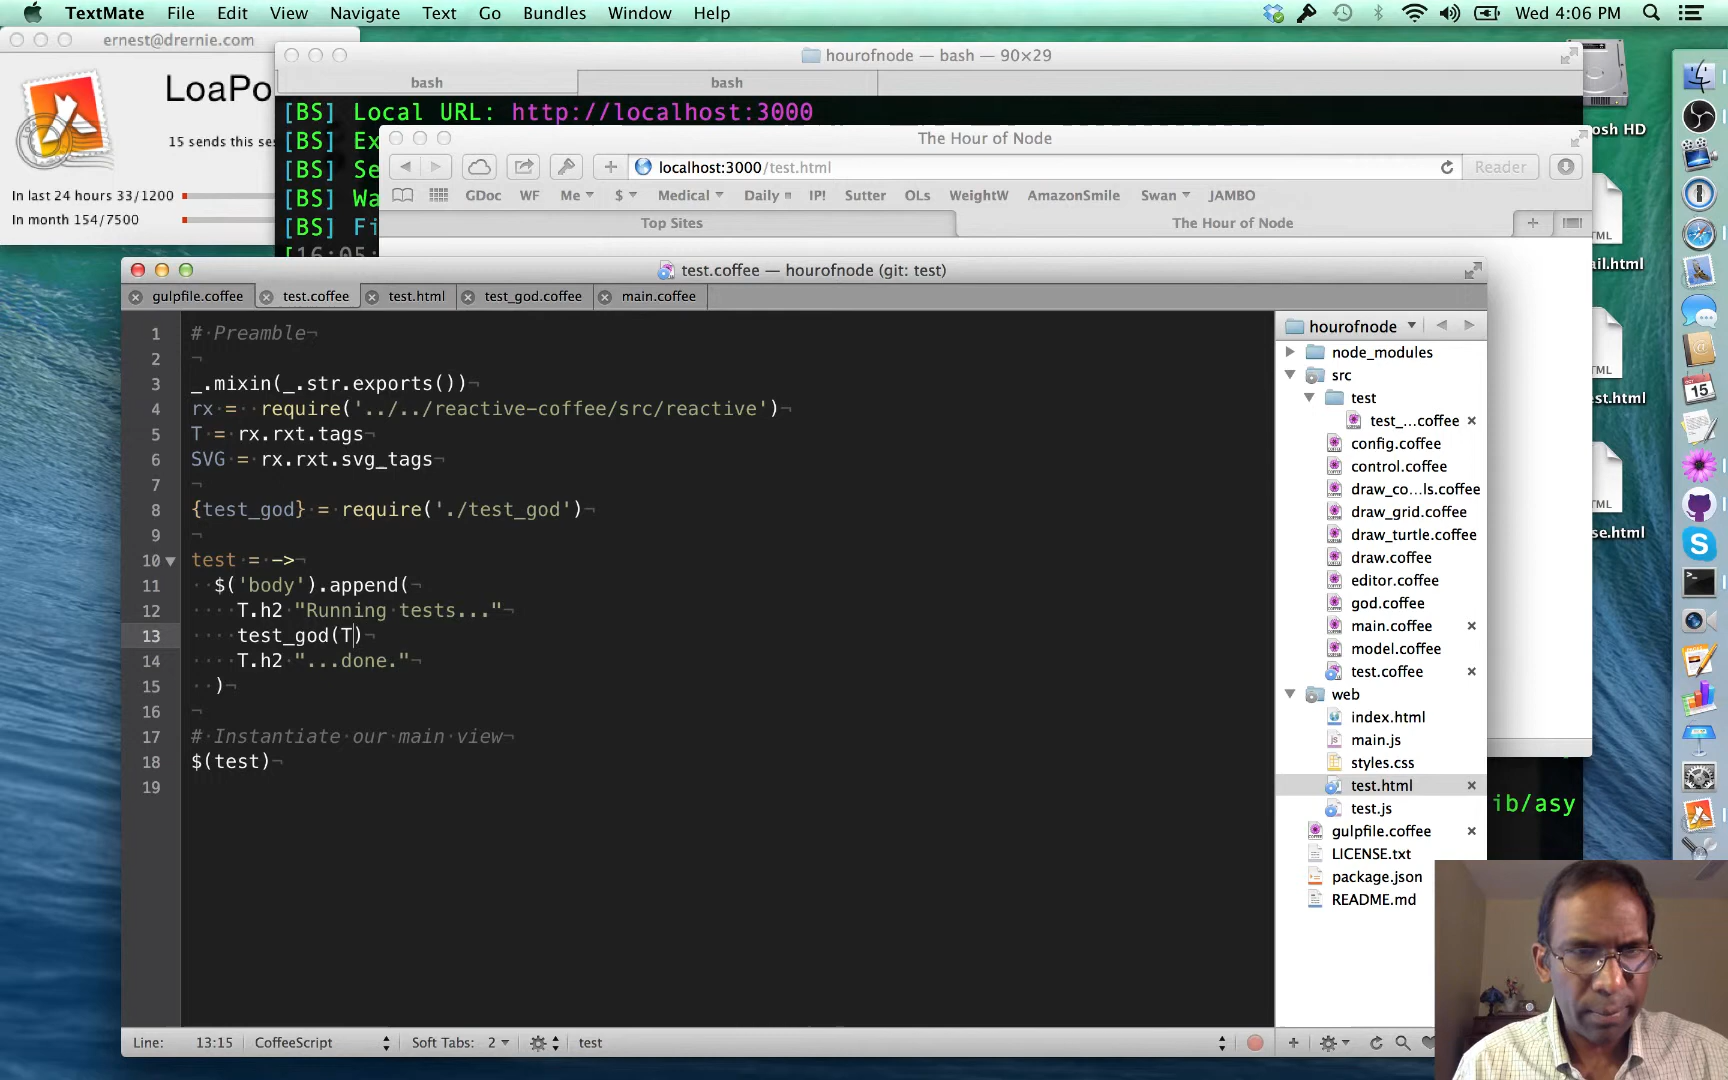 TextMate File Edit View Navigate Text Go Bundles Window Help Wed 4:06 PM
ernest@drernie.com
LoaPo
15 sends this ses
In last 24 hours 33/1200
In month 154/7500
hourofnode — bash — 90×29
bash bash
[BS] Local URL: http://localhost:3000
[BS] Ex
[BS] Se
[BS] Wa
[BS] Fi
[16:05:
The Hour of Node
localhost:3000/test.html Reader
GDoc WF Me $ Medical Daily IP! Sutter OLs WeightW AmazonSmile Swan JAMBO
Top Sites The Hour of Node
osh HD
TML
ail.html
TML
est.html
TML
se.html
15
test.coffee — hourofnode (git: test)
gulpfile.coffee test.coffee test.html test_god.coffee main.coffee
1 # Preamble
2
3 _.mixin(_.str.exports())
4 rx = require('../../reactive-coffee/src/reactive')
5 T = rx.rxt.tags
6 SVG = rx.rxt.svg_tags
7
8 {test_god} = require('./test_god')
9
10 test = ->
11 $('body').append(
12 T.h2 "Running tests..."
13 test_god(T)
14 T.h2 "...done."
15 )
16
17 # Instantiate our main view
18 $(test)
19
hourofnode
node_modules
src
test
test_...coffee
config.coffee
control.coffee
draw_co...ls.coffee
draw_grid.coffee
draw_turtle.coffee
draw.coffee
editor.coffee
god.coffee
main.coffee
model.coffee
test.coffee
web
index.html
main.js
styles.css
test.html
test.js
gulpfile.coffee
LICENSE.txt
package.json
README.md
ib/asy
Line: 13:15 CoffeeScript Soft Tabs: 2 test